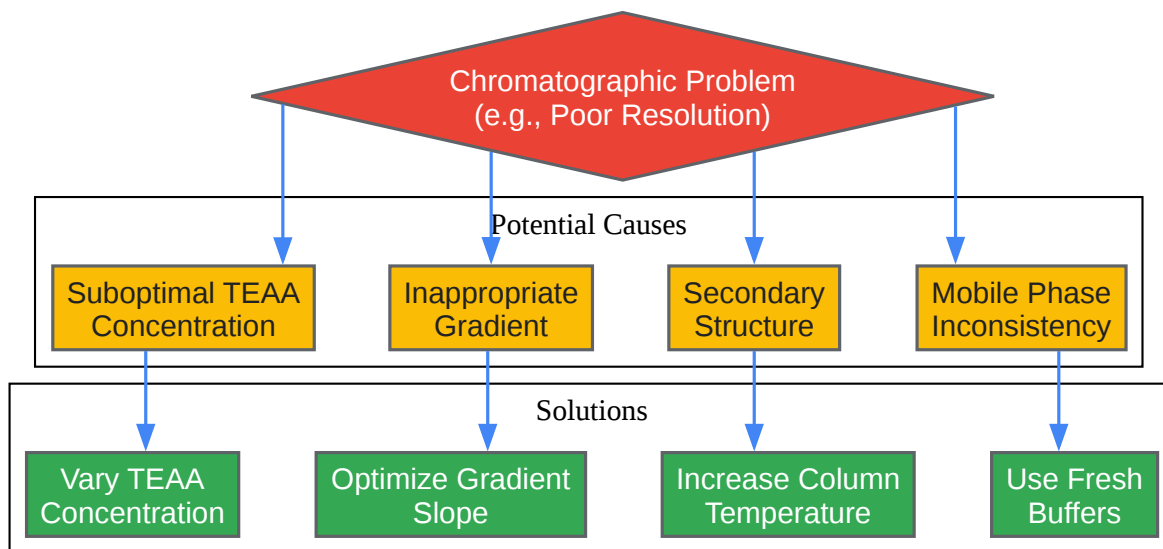 Chromatographic Problem
(e.g., Poor Resolution)
Potential Causes
Suboptimal TEAA
Concentration
Inappropriate
Gradient
Secondary
Structure
Mobile Phase
Inconsistency
Solutions
Vary TEAA
Concentration
Optimize Gradient
Slope
Increase Column
Temperature
Use Fresh
Buffers